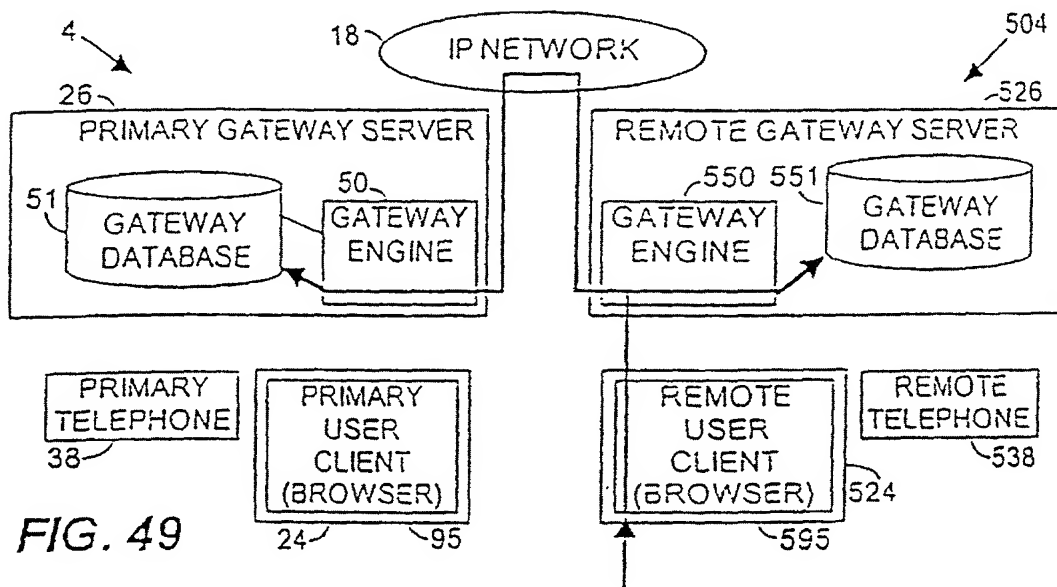 4
18
IP NETWORK
504
26
PRIMARY GATEWAY SERVER
51
GATEWAY
DATABASE
50
GATEWAY
ENGINE
526
REMOTE GATEWAY SERVER
550
GATEWAY
ENGINE
551
GATEWAY
DATABASE
PRIMARY
TELEPHONE
38
PRIMARY
USER
CLIENT
(BROWSER)
24
95
REMOTE
USER
CLIENT
(BROWSER)
524
595
REMOTE
TELEPHONE
538
FIG. 49